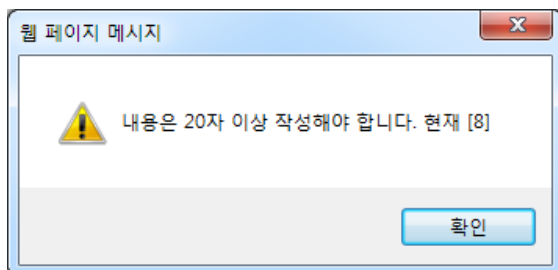 웹 페이지 메시지
내용은 20자 이상 작성해야 합니다. 현재 [8]
확인